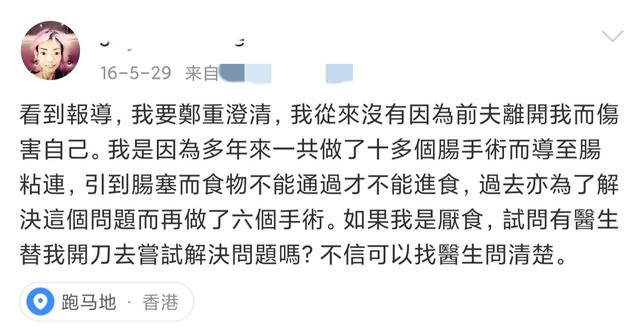 16-5-29 来自
看到報導，我要鄭重澄清，我從來沒有因為前夫離開我而傷
害自己。我是因為多年來一共做了十多個腸手術而導至腸
粘連，引到腸塞而食物不能通過才不能進食，過去亦為了解
決這個問題而再做了六個手術。如果我是厭食，試問有醫生
替我開刀去嘗試解決問題嗎？不信可以找醫生問清楚。
跑马地 · 香港